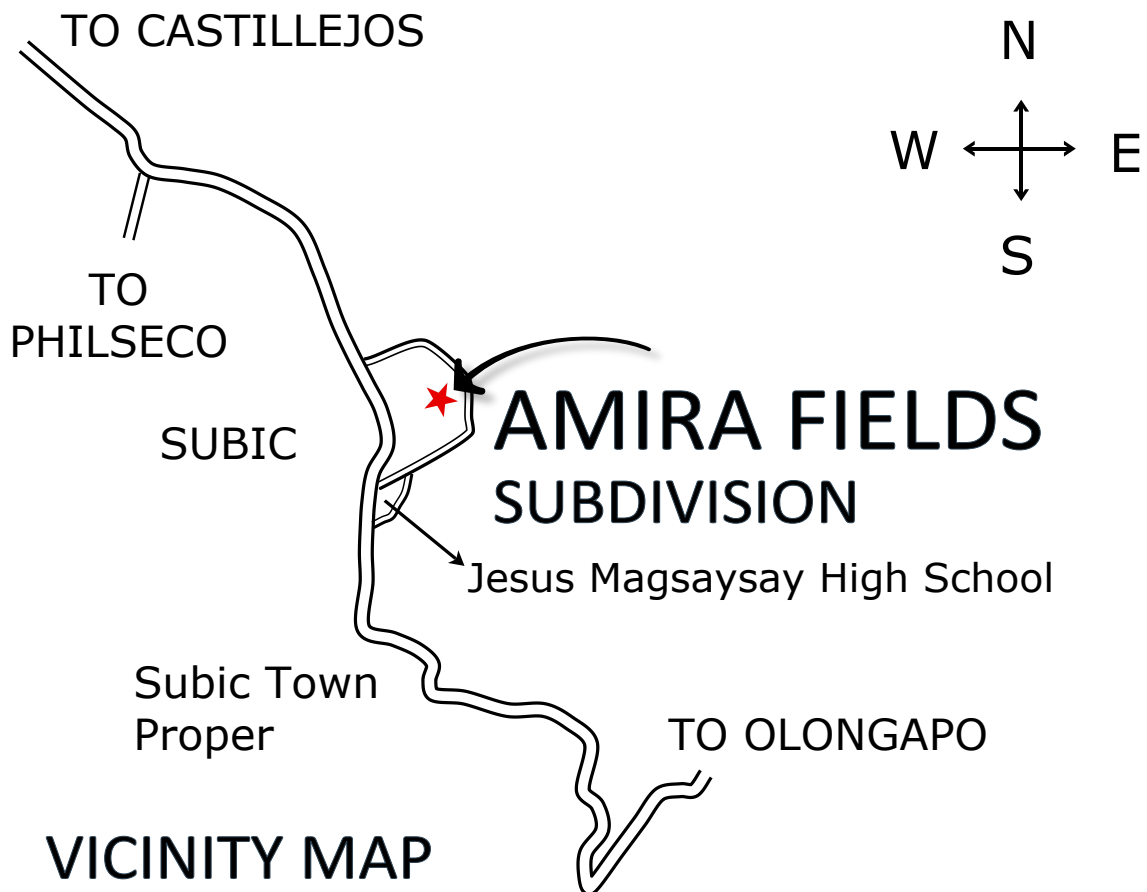 TO CASTILLEJOS
N
W
E
S
TO
PHILSECO
AMIRA FIELDS
SUBIC
SUBDIVISION
Jesus Magsaysay High School
Subic Town
Proper
TO OLONGAPO
VICINITY MAP